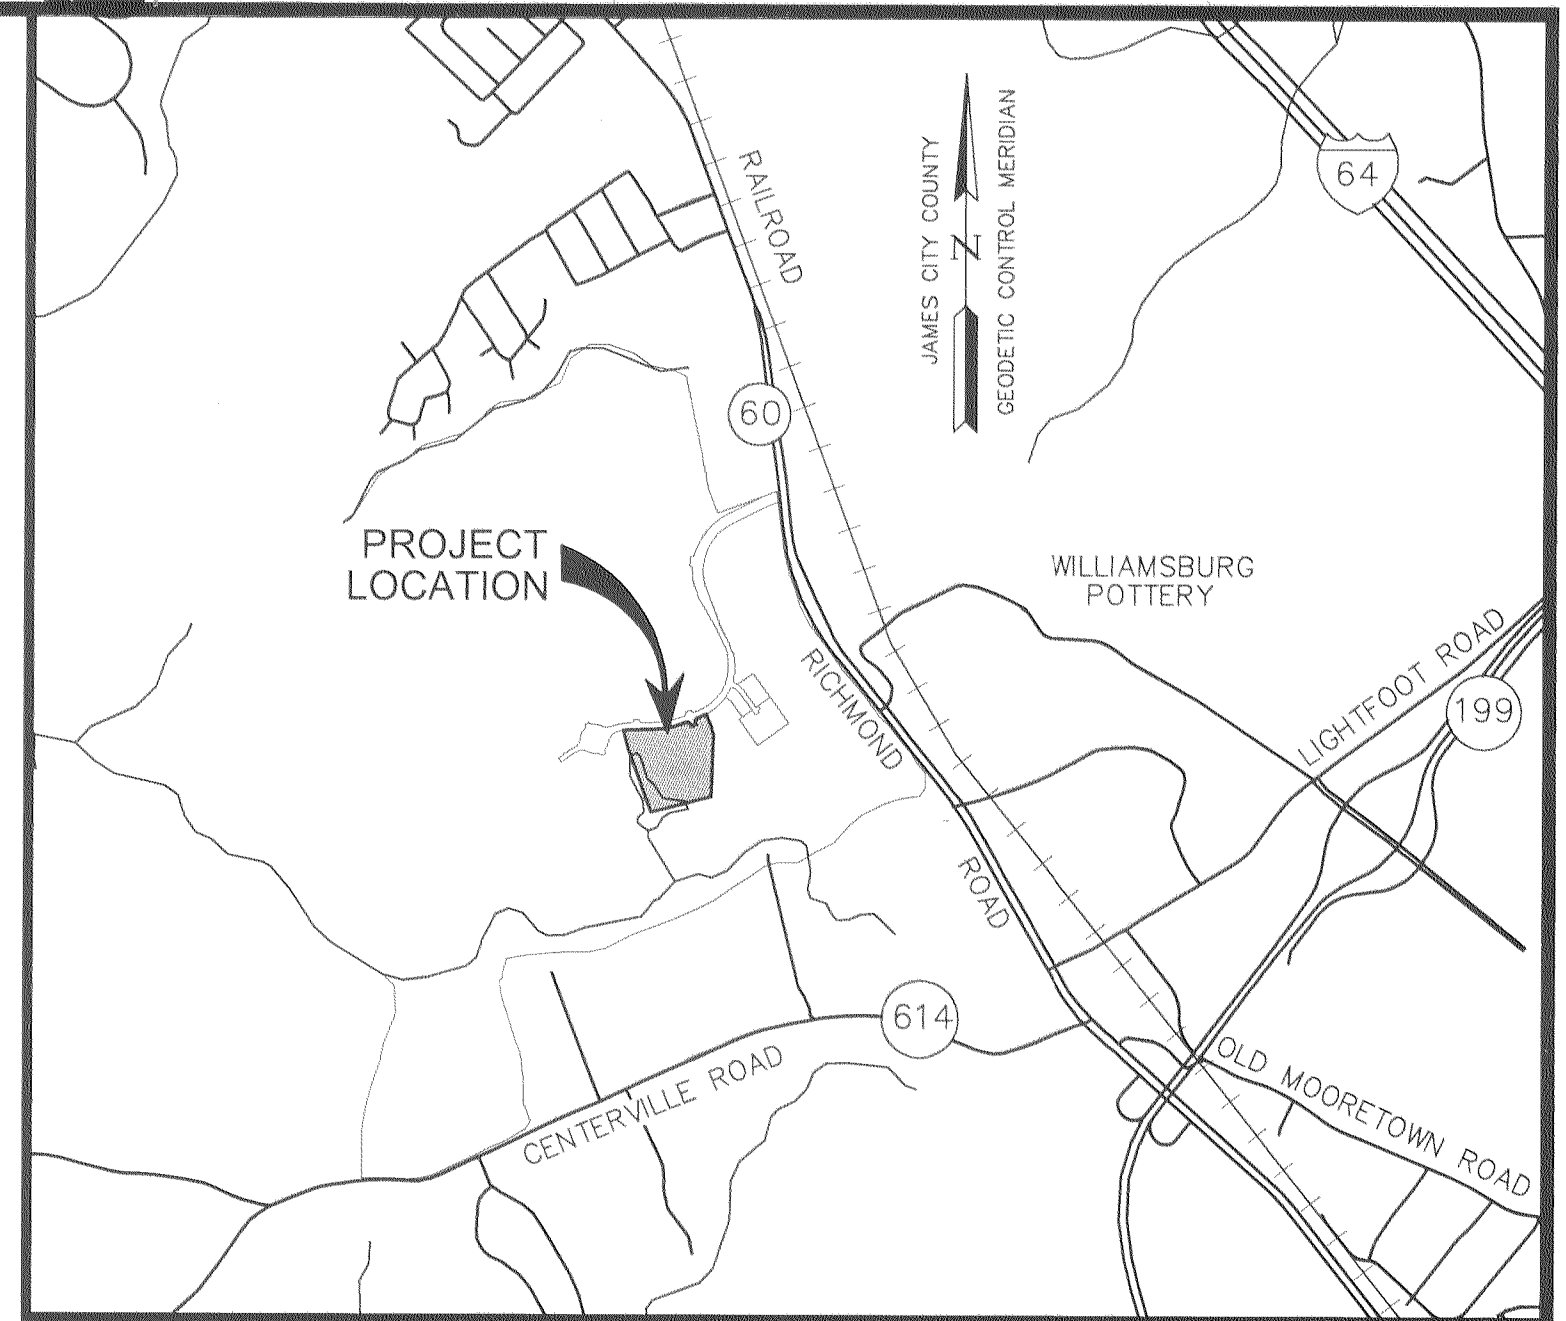 RAILROAD
JAMES CITY COUNTY
N
GEODETIC CONTROL MERIDIAN
64
60
PROJECT
LOCATION
WILLIAMSBURG
POTTERY
RICHMOND
ROAD
LIGHTFOOT ROAD
199
614
CENTERVILLE ROAD
OLD MOORETOWN ROAD